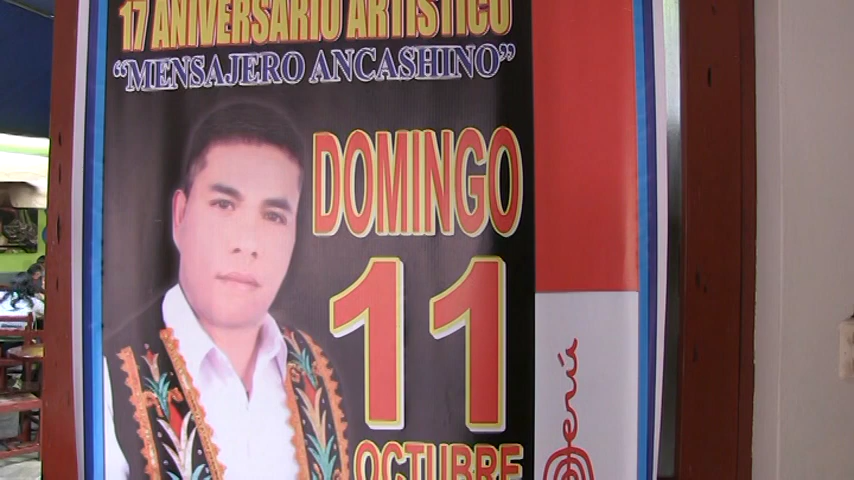 17 ANIVERSARIO ARTISTICO
"MENSAJERO ANCASHINO"
DOMINGO
11
OCTUBRE
Perú